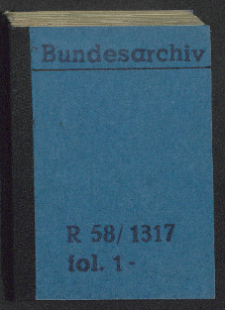 Bundesarchiv
R 58/1317
fol. 1-